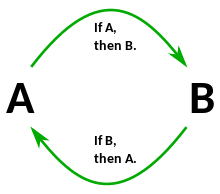 If A,
then B.
A
B
If B,
then A.